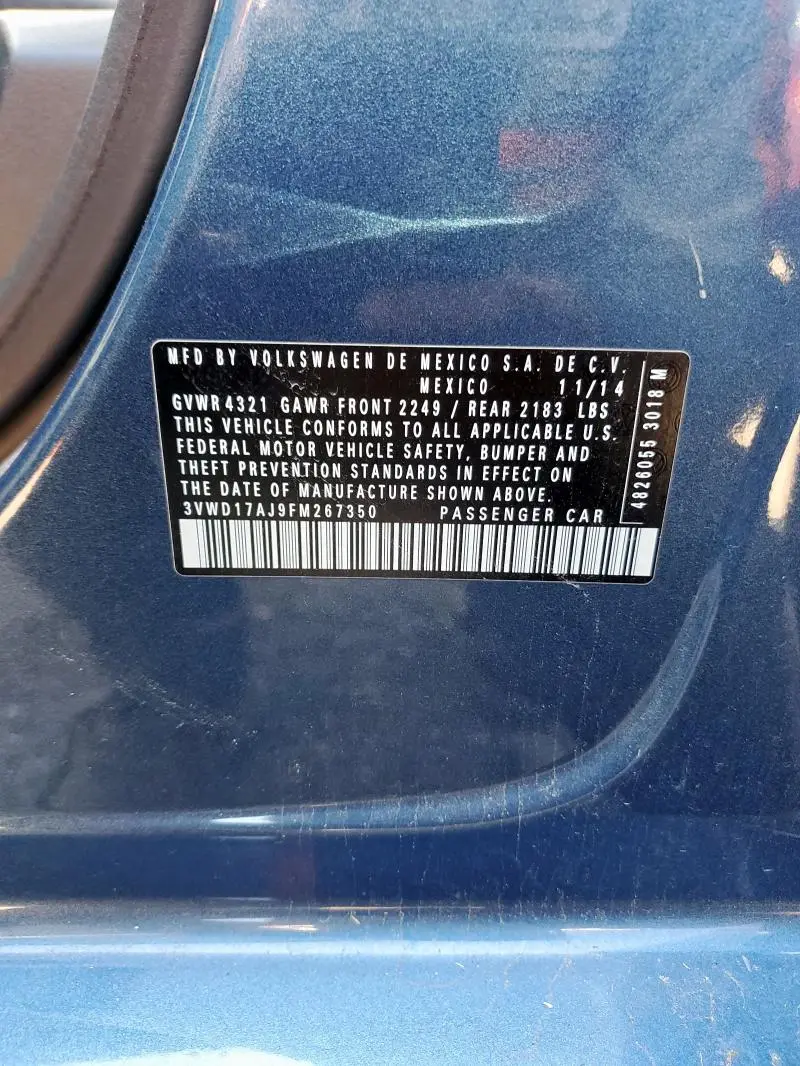 MFD BY VOLKSWAGEN DE MEXICO S.A. DE C.V.
MEXICO 11/14
GVWR 4321 GAWR FRONT 2249 / REAR 2183 LBS
THIS VEHICLE CONFORMS TO ALL APPLICABLE U.S.
FEDERAL MOTOR VEHICLE SAFETY, BUMPER AND
THEFT PREVENTION STANDARDS IN EFFECT ON
THE DATE OF MANUFACTURE SHOWN ABOVE.
3VWD17AJ9FM267350 PASSENGER CAR
4826055 3018 M